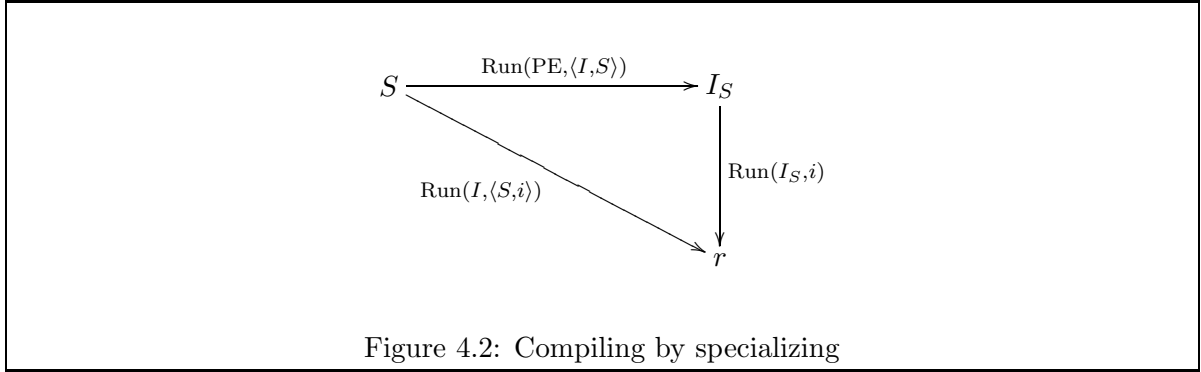 Run(PE,⟨I,S⟩)
S I_S
Run(I_S,i)
Run(I,⟨S,i⟩)
r
Figure 4.2: Compiling by specializing